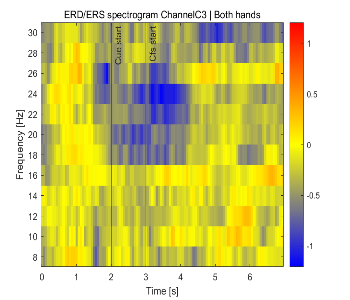 ERD/ERS spectrogram ChannelC3 | Both hands
Cue start
Cfs start
Frequency [Hz]
30
28
26
24
22
20
18
16
14
12
10
8
0 1 2 3 4 5 6
Time [s]
1
0.5
0
-0.5
-1